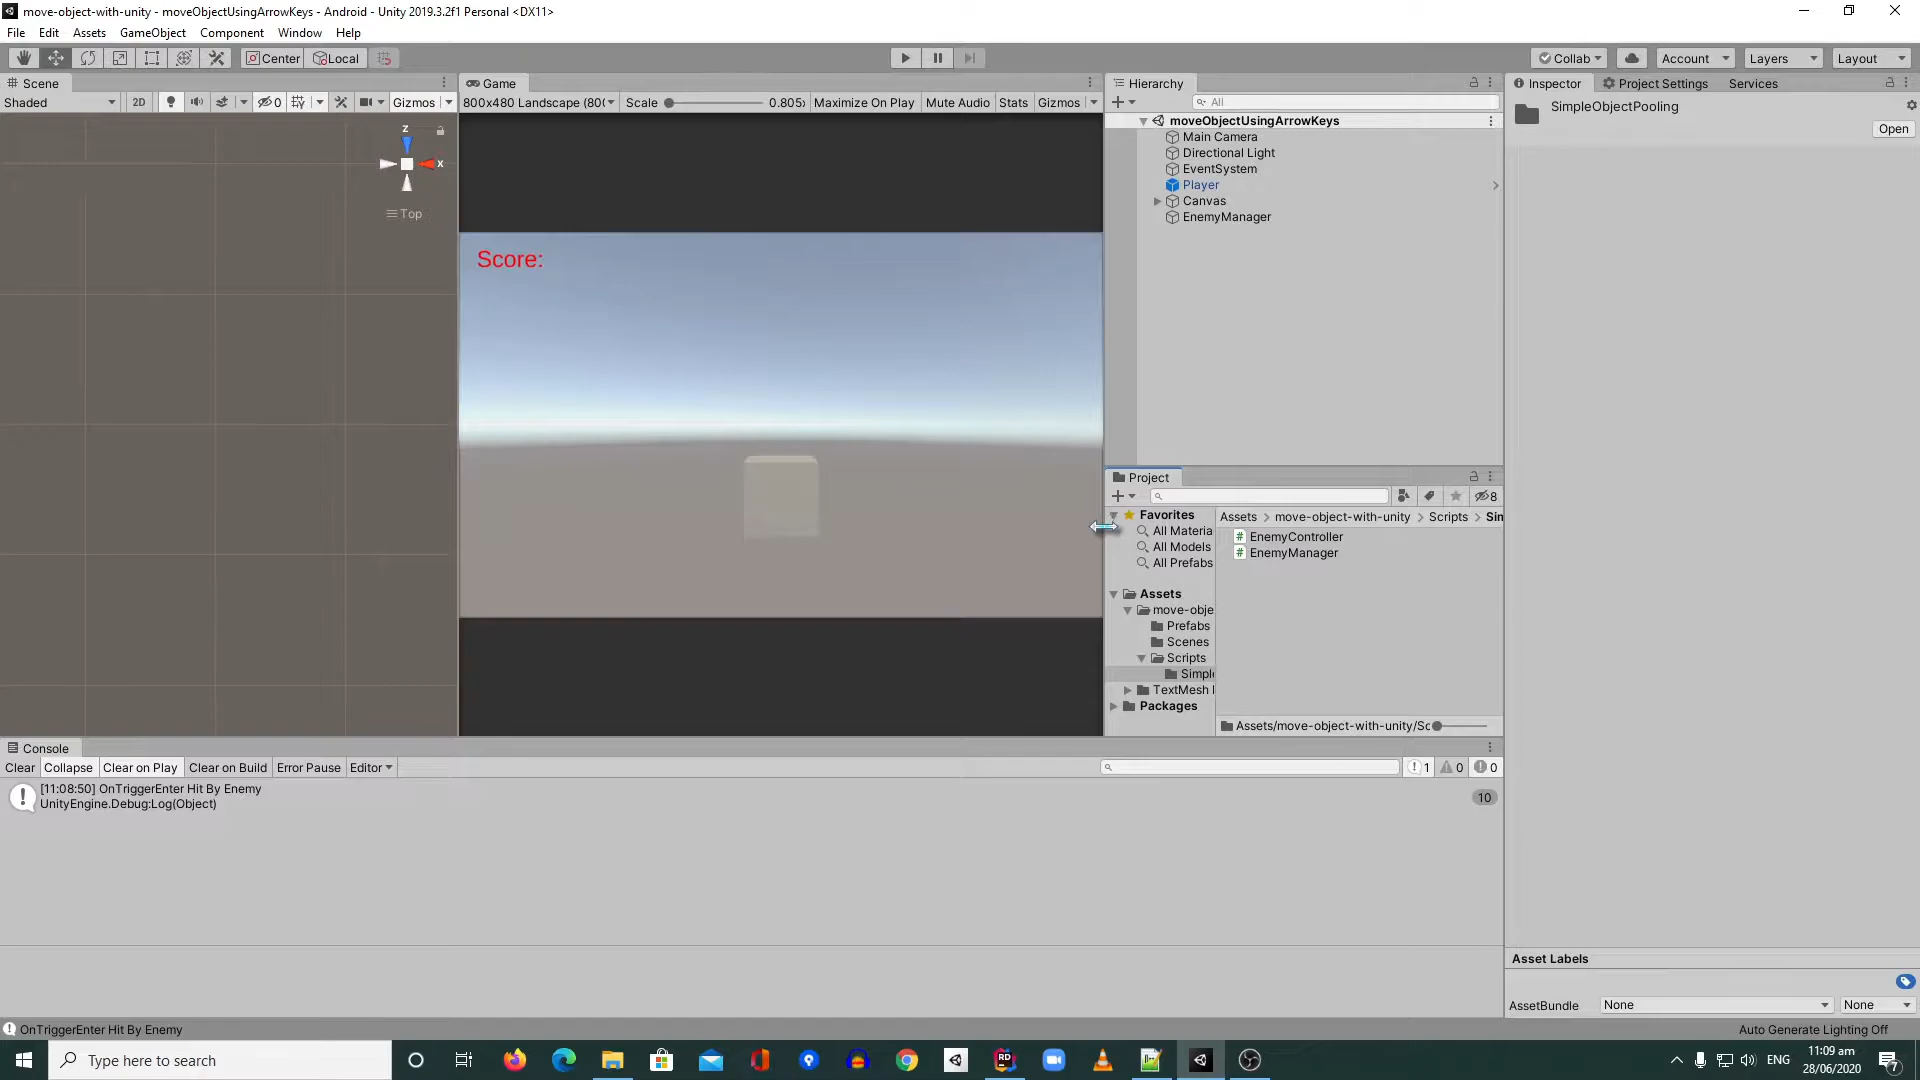 move-object-with-unity - moveObjectUsingArrowKeys - Android - Unity 2019.3.2f1 Personal <DX11>
File Edit Assets GameObject Component Window Help
Center Local Collab Account Layers Layout
Scene
Shaded 2D 0 Gizmos
z
x
Top
Game
800x480 Landscape (80( Scale 0.805x Maximize On Play Mute Audio Stats Gizmos
Score:
Hierarchy
All
moveObjectUsingArrowKeys
Main Camera
Directional Light
EventSystem
Player
Canvas
EnemyManager
Project
8
Favorites
All Materia
All Models
All Prefabs
Assets
move-obje
Prefabs
Scenes
Scripts
Simpl
TextMesh
Packages
Assets > move-object-with-unity > Scripts > Sim
EnemyController
EnemyManager
Assets/move-object-with-unity/Sc
Inspector Project Settings Services
SimpleObjectPooling
Open
Asset Labels
AssetBundle None None
Console
Clear Collapse Clear on Play Clear on Build Error Pause Editor 1 0 0
[11:08:50] OnTriggerEnter Hit By Enemy
UnityEngine.Debug:Log(Object)
10
OnTriggerEnter Hit By Enemy
Auto Generate Lighting Off
Type here to search
RD
ENG
11:09 am
28/06/2020
7